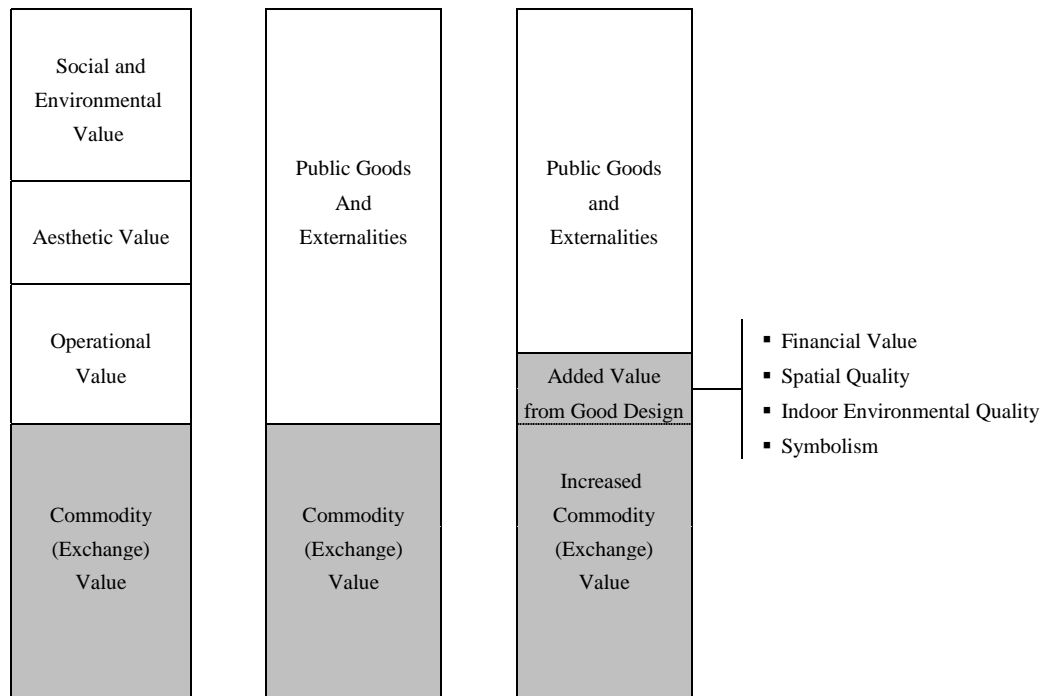 Social and
Environmental
Value
Aesthetic Value
Operational
Value
Commodity
(Exchange)
Value
Public Goods
And
Externalities
Commodity
(Exchange)
Value
Public Goods
and
Externalities
Added Value
from Good Design
Increased
Commodity
(Exchange)
Value
▪ Financial Value
▪ Spatial Quality
▪ Indoor Environmental Quality
▪ Symbolism